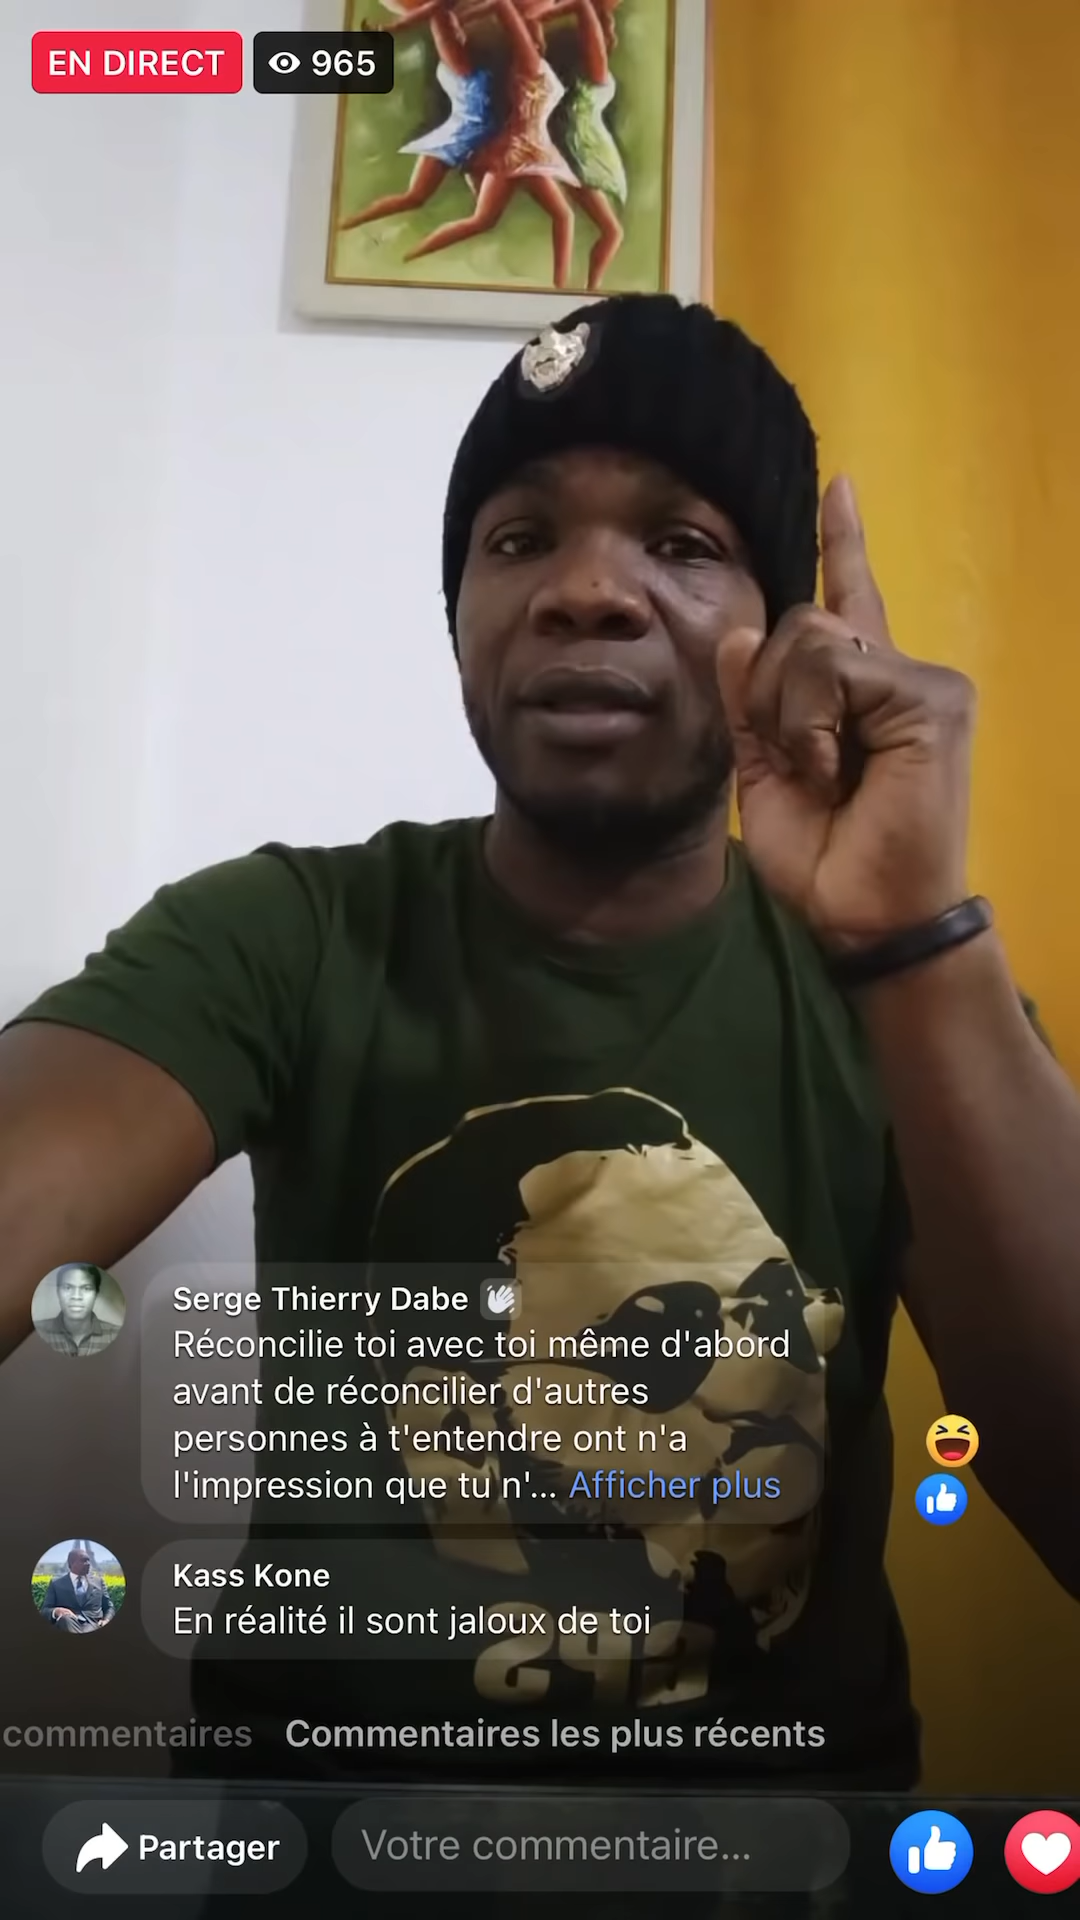 EN DIRECT
965
Serge Thierry Dabe
Réconcilie toi avec toi même d'abord
avant de réconcilier d'autres
personnes à t'entendre ont n'a
l'impression que tu n'... Afficher plus
Kass Kone
En réalité il sont jaloux de toi
commentaires Commentaires les plus récents
Partager
Votre commentaire...